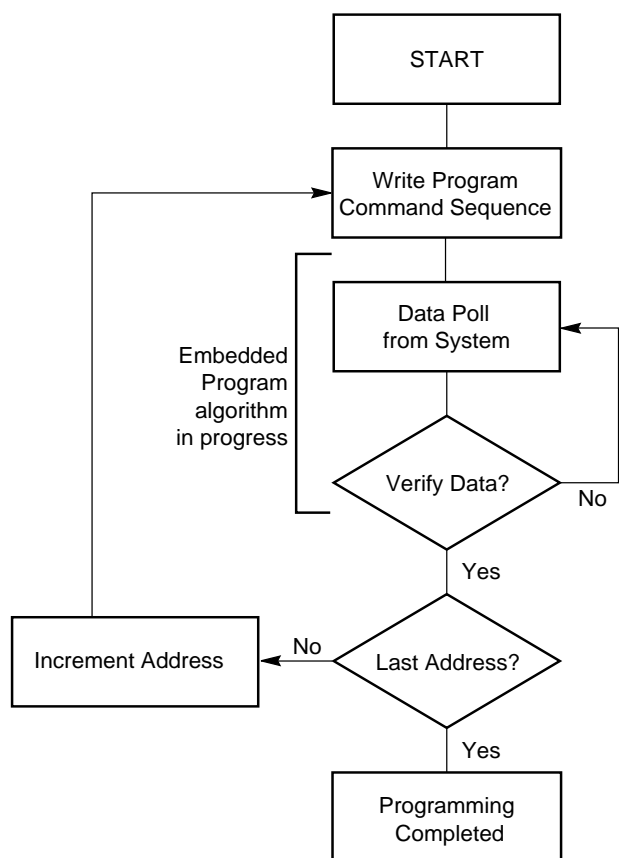 START
Write Program
Command Sequence
Data Poll
from System
Embedded
Program
algorithm
in progress
Verify Data?
No
Yes
Increment Address
No
Last Address?
Yes
Programming
Completed